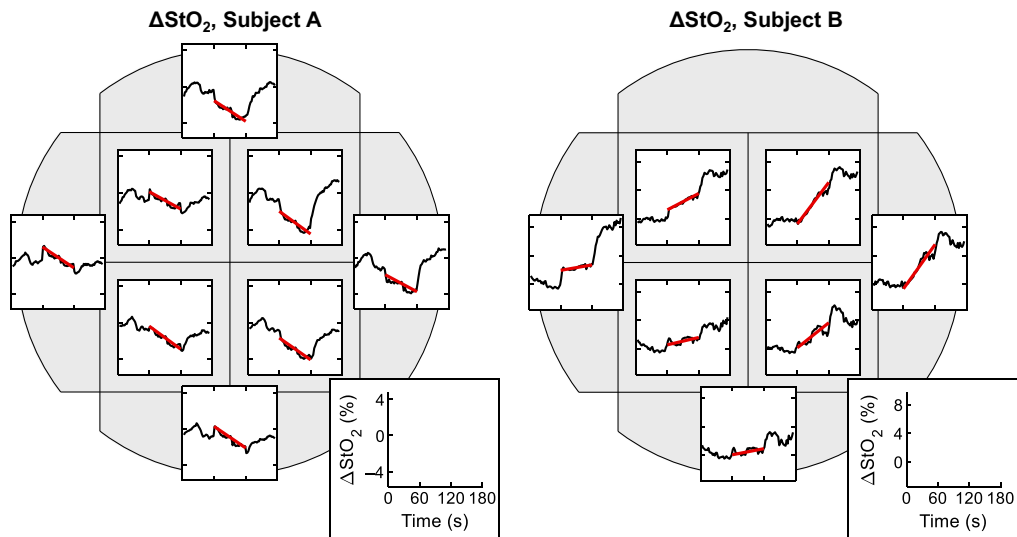 ΔStO2, Subject A
ΔStO2, Subject B
ΔStO2 (%)
4
0
−4
0 60 120 180
Time (s)
ΔStO2 (%)
8
4
0
0 60 120 180
Time (s)